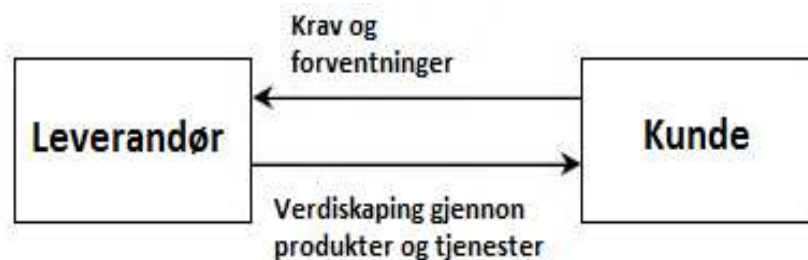 Krav og
forventninger
Leverandør
Kunde
Verdiskaping gjennon
produkter og tjenester